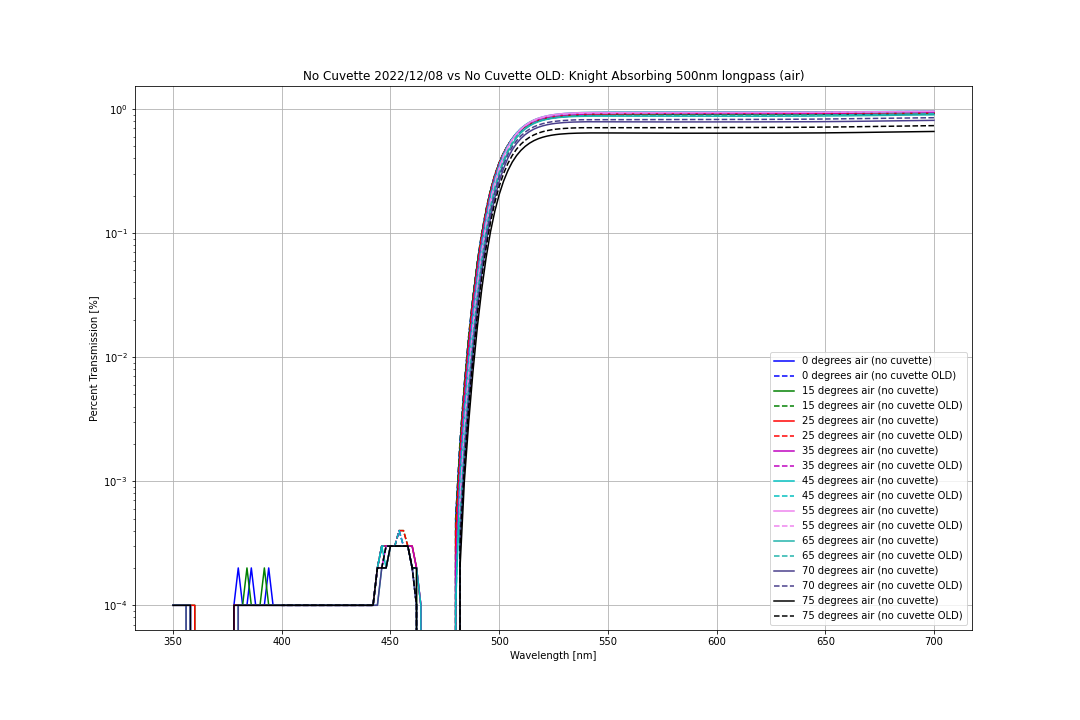 No Cuvette 2022/12/08 vs No Cuvette OLD: Knight Absorbing 500nm longpass (air)
Percent Transmission [%]
10⁰
10⁻¹
10⁻²
10⁻³
10⁻⁴
0 degrees air (no cuvette)
0 degrees air (no cuvette OLD)
15 degrees air (no cuvette)
15 degrees air (no cuvette OLD)
25 degrees air (no cuvette)
25 degrees air (no cuvette OLD)
35 degrees air (no cuvette)
35 degrees air (no cuvette OLD)
45 degrees air (no cuvette)
45 degrees air (no cuvette OLD)
55 degrees air (no cuvette)
55 degrees air (no cuvette OLD)
65 degrees air (no cuvette)
65 degrees air (no cuvette OLD)
70 degrees air (no cuvette)
70 degrees air (no cuvette OLD)
75 degrees air (no cuvette)
75 degrees air (no cuvette OLD)
350 400 450 500 550 600 650 700
Wavelength [nm]